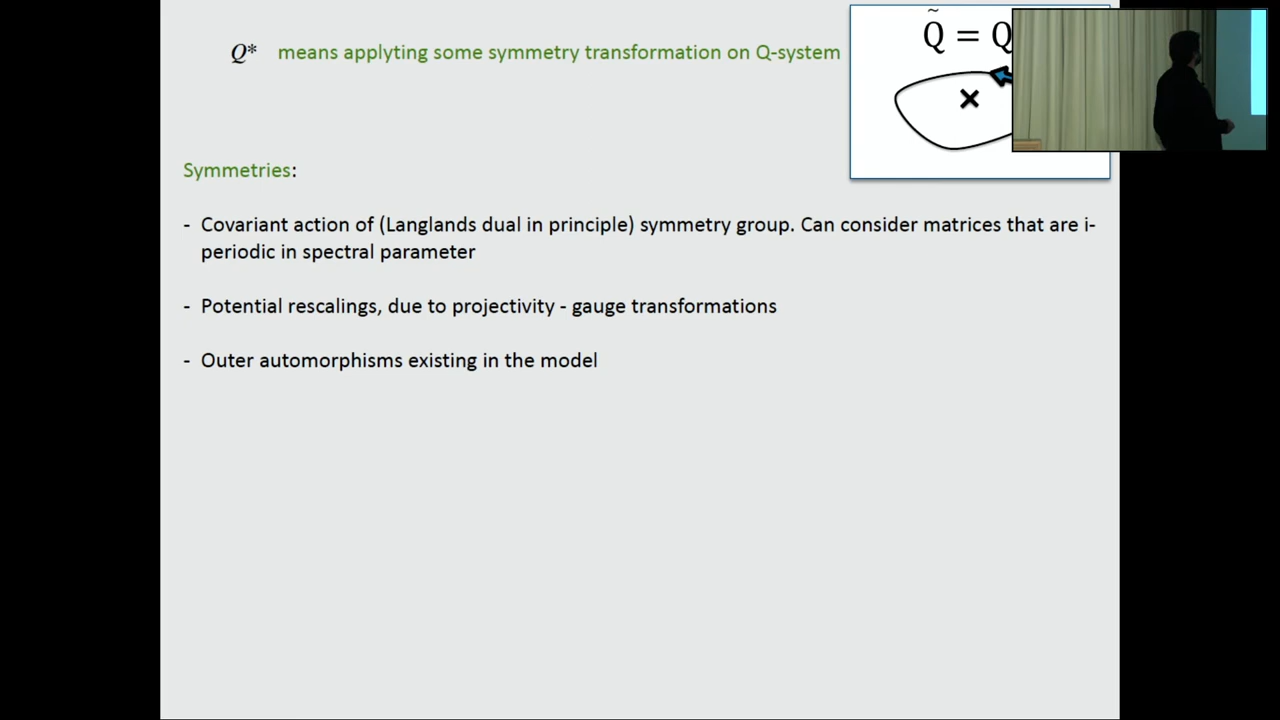 Q* means applyting some symmetry transformation on Q-system
Q̃ = Q
Symmetries:
- Covariant action of (Langlands dual in principle) symmetry group. Can consider matrices that are i-
periodic in spectral parameter
- Potential rescalings, due to projectivity - gauge transformations
- Outer automorphisms existing in the model